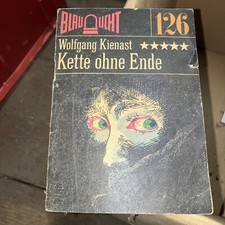 BLAULICHT 126
Wolfgang Kienast ★★★★★
Kette ohne Ende